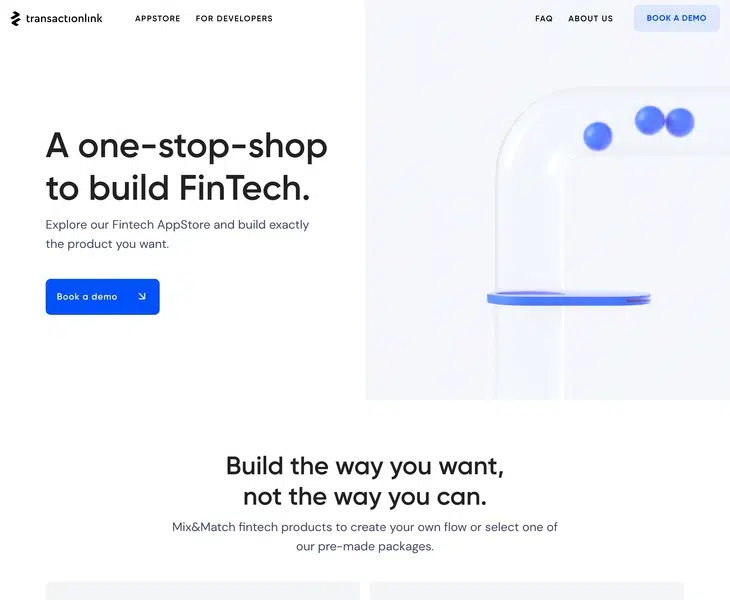 transactionlink
APPSTORE
FOR DEVELOPERS
FAQ
ABOUT US
BOOK A DEMO
A one-stop-shop
to build FinTech.
Explore our Fintech AppStore and build exactly
the product you want.
Book a demo
Build the way you want,
not the way you can.
Mix&Match fintech products to create your own flow or select one of
our pre-made packages.